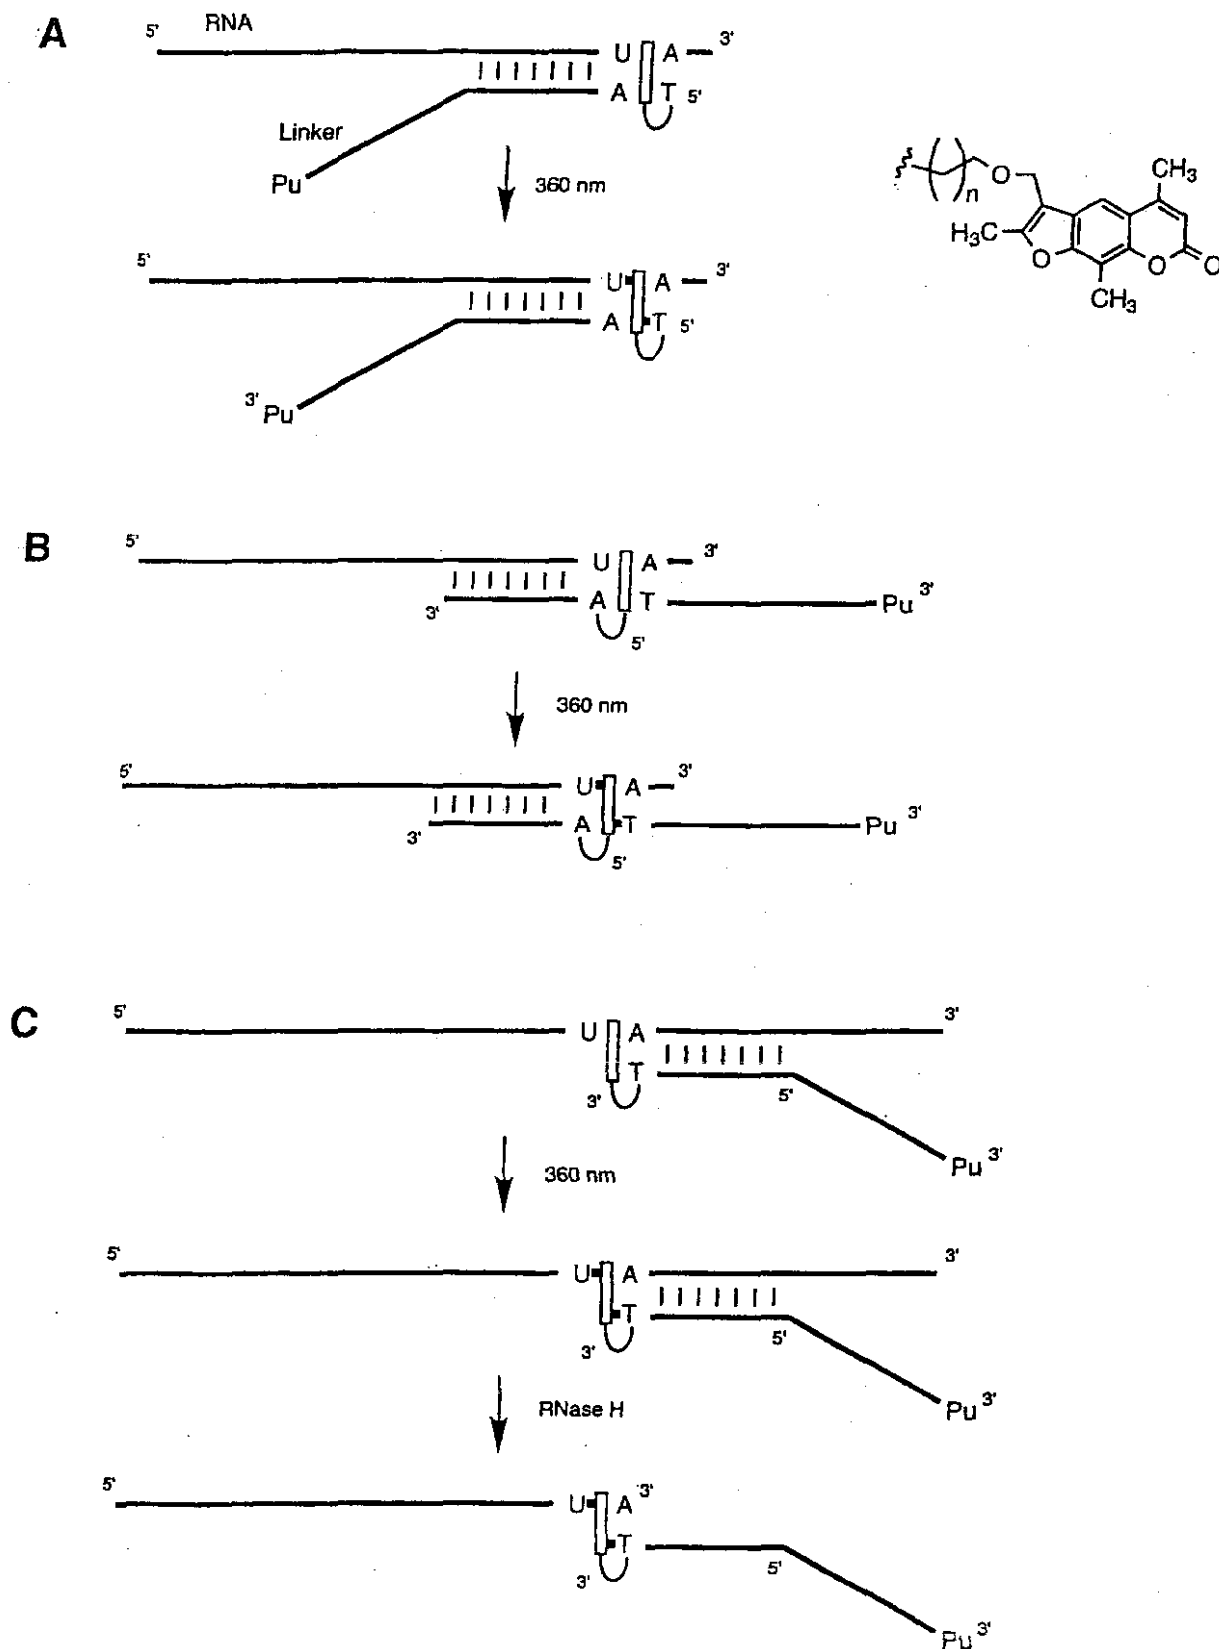 A
5' RNA U A 3'
A T 5'
Linker
Pu
360 nm
( ) n O CH₃
H₃C O O O
CH₃
5' U A 3'
A T 5'
3' Pu
B
5' U A 3'
3' A T Pu 3'
5'
360 nm
5' U A 3'
3' A T Pu 3'
5'
C
5' U A 3'
T
3' 5'
Pu 3'
360 nm
5' U A 3'
T
3' 5'
Pu 3'
RNase H
5' U A 3'
T
3' 5'
Pu 3'